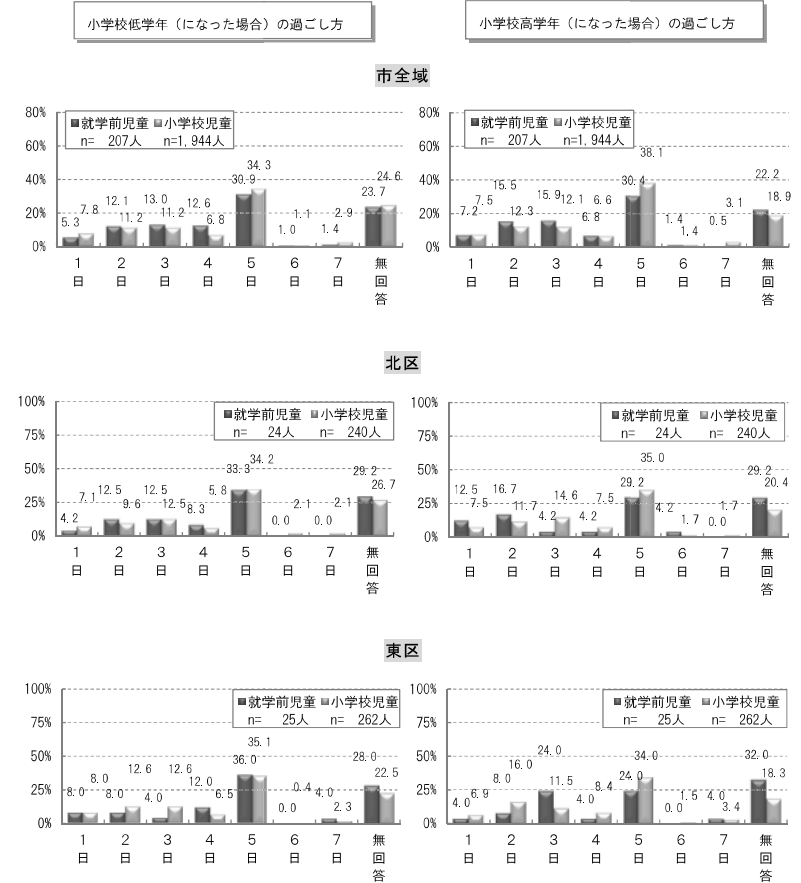 小学校低学年（になった場合）の過ごし方
小学校高学年（になった場合）の過ごし方
市全域
80%
60%
40%
20%
0%
就学前児童 小学校児童
n= 207人 n=1,944人
5.3 7.8 12.1 11.2 13.0 11.2 12.6 6.8 30.9 34.3 1.0 1.1 1.4 2.9 23.7 24.6
1日 2日 3日 4日 5日 6日 7日 無回答
80%
60%
40%
20%
0%
就学前児童 小学校児童
n= 207人 n=1,944人
7.2 7.5 15.5 12.3 15.9 12.1 6.8 6.6 30.4 38.1 1.4 1.4 0.5 3.1 22.2 18.9
1日 2日 3日 4日 5日 6日 7日 無回答
北区
100%
75%
50%
25%
0%
就学前児童 小学校児童
n= 24人 n= 240人
4.2 7.1 12.5 9.6 12.5 12.5 8.3 5.8 33.3 34.2 0.0 2.1 0.0 2.1 29.2 26.7
1日 2日 3日 4日 5日 6日 7日 無回答
100%
75%
50%
25%
0%
就学前児童 小学校児童
n= 24人 n= 240人
12.5 7.5 16.7 11.7 4.2 14.6 4.2 7.5 29.2 35.0 4.2 1.7 0.0 1.7 29.2 20.4
1日 2日 3日 4日 5日 6日 7日 無回答
東区
100%
75%
50%
25%
0%
就学前児童 小学校児童
n= 25人 n= 262人
8.0 8.0 8.0 12.6 4.0 12.6 12.0 6.5 36.0 35.1 0.0 0.4 4.0 2.3 28.0 22.5
1日 2日 3日 4日 5日 6日 7日 無回答
100%
75%
50%
25%
0%
就学前児童 小学校児童
n= 25人 n= 262人
4.0 6.9 8.0 16.0 24.0 11.5 4.0 8.4 24.0 34.0 0.0 1.5 4.0 3.4 32.0 18.3
1日 2日 3日 4日 5日 6日 7日 無回答